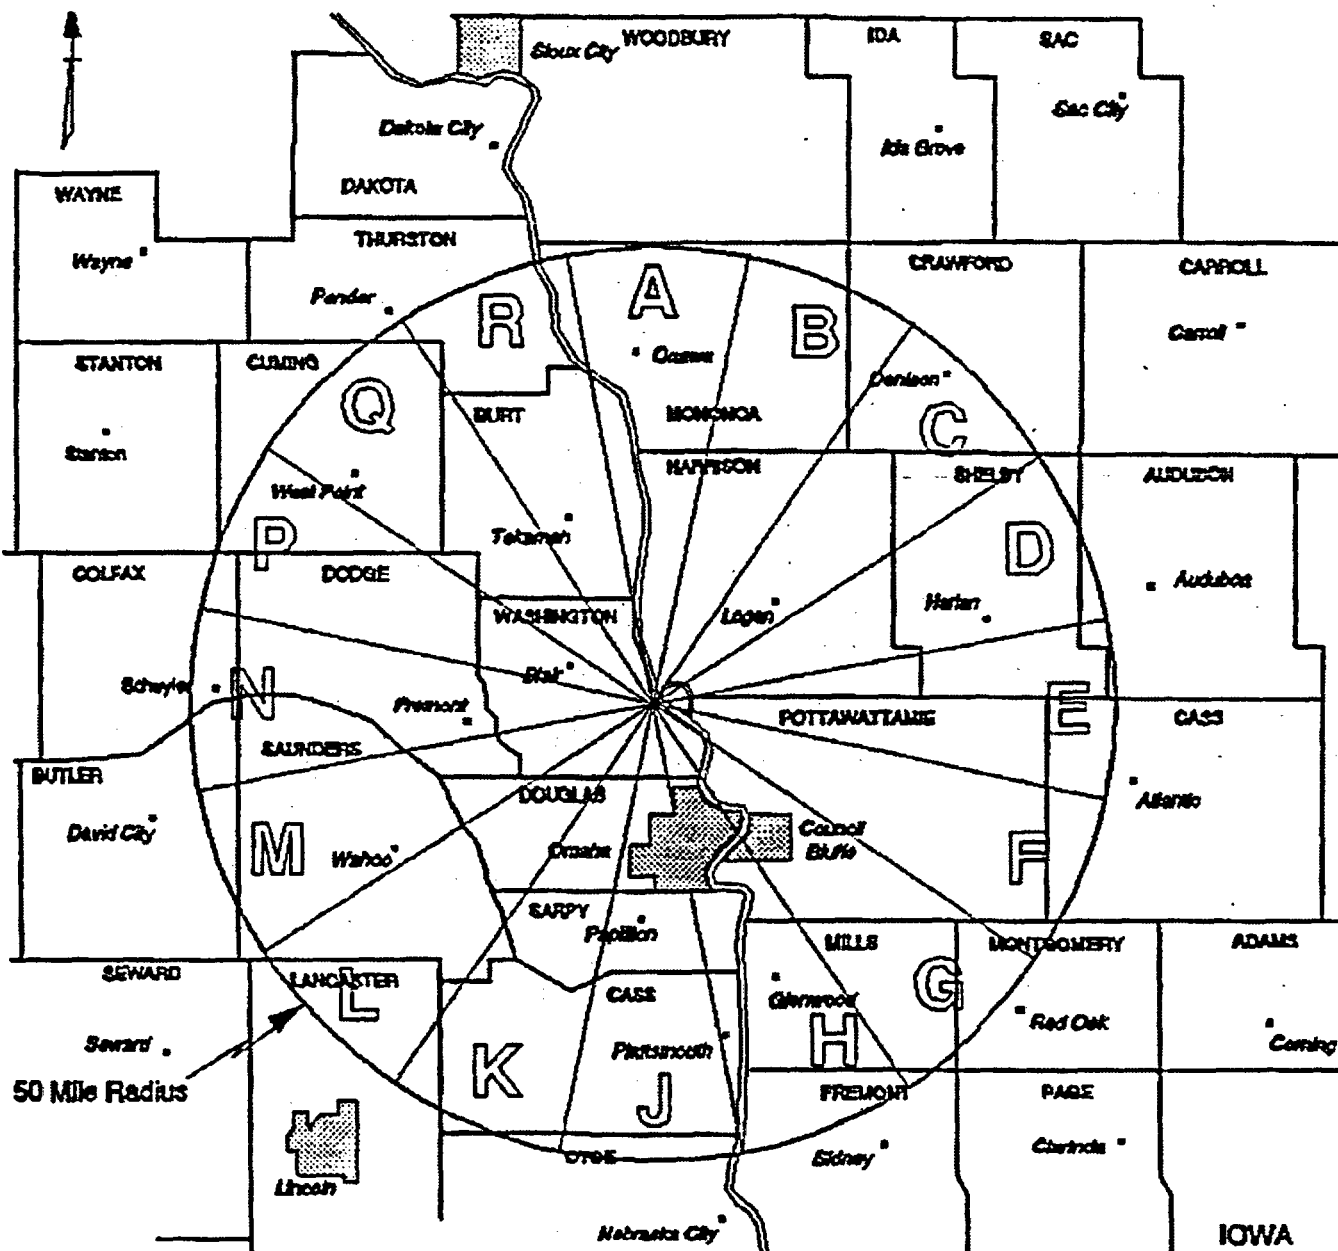 WOODBURY
IDA
SAC
Sioux City
Sac City
Dakota City
Ida Grove
DAKOTA
WAYNE
THURSTON
Wayne
CRAWFORD
CARROLL
Pender
R
A
B
Carroll
STANTON
CUMING
Onawa
Denison
Q
BURT
MONONOA
C
Stanton
HARRISON
SHELBY
AUDUBON
West Point
Tekamah
P
D
COLFAX
DODGE
Audubon
WASHINGTON
Logan
Harlan
Blair
Schuyler
N
Fremont
E
POTTAWATTAMIE
CASS
SAUNDERS
BUTLER
DOUGLAS
Atlantic
David City
M
Wahoo
Omaha
Council
Bluffs
F
SARPY
Papillion
MILLS
MONTGOMERY
ADAMS
SEWARD
LANCASTER
L
CASS
G
Glenwood
Red Oak
Seward
Plattsmouth
H
Corning
K
J
50 Mile Radius
FREMONT
PAGE
OTOE
Sidney
Clarinda
Lincoln
Nebraska City
IOWA